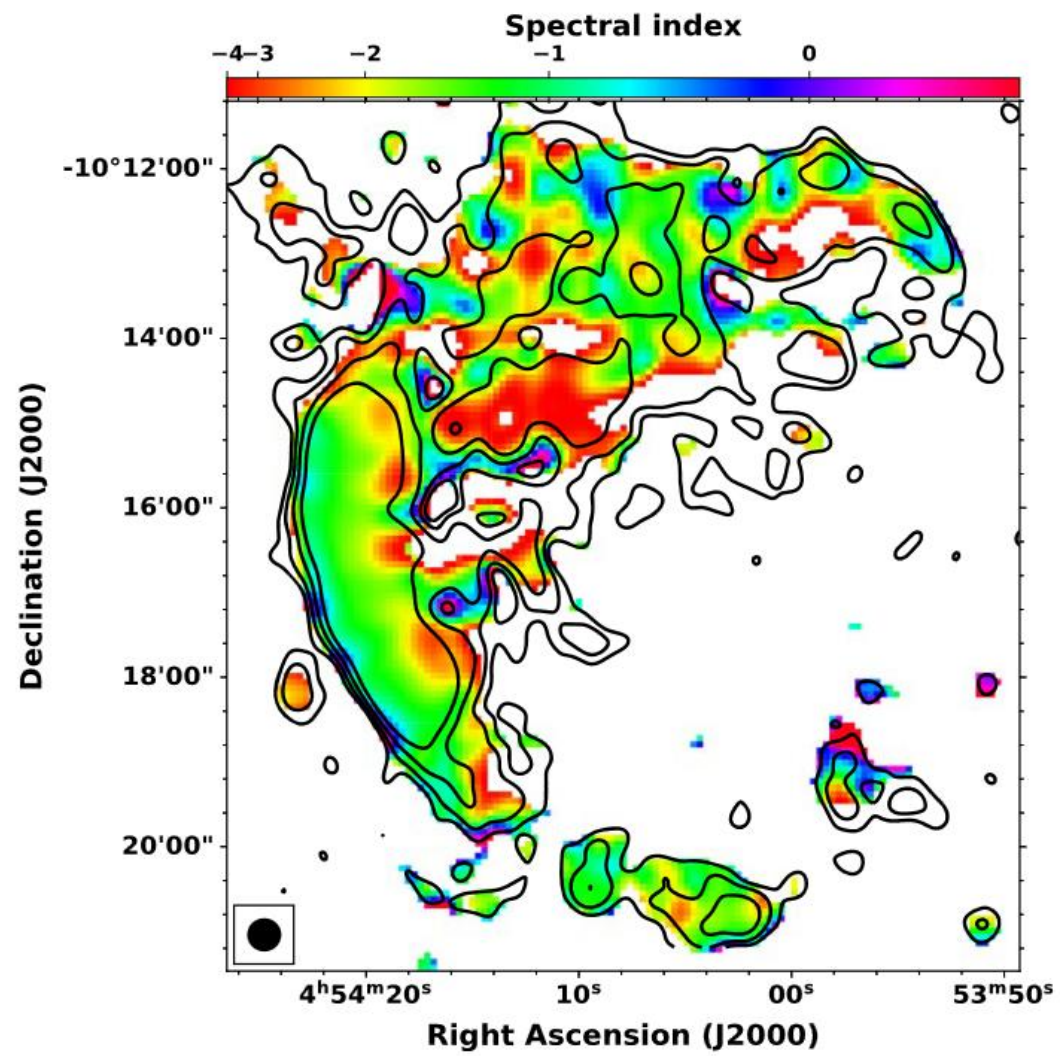 Spectral index
−4 −3 −2 −1 0
-10°12'00"
14'00"
16'00"
18'00"
20'00"
Declination (J2000)
4h54m20s 10s 00s 53m50s
Right Ascension (J2000)